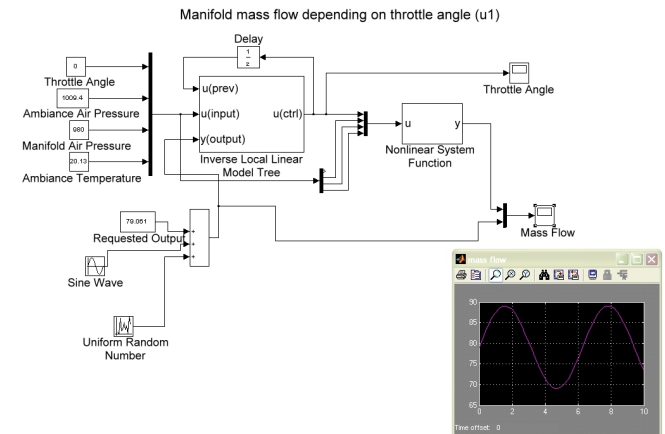 Manifold mass flow depending on throttle angle (u1)
Delay
1
z
0
Throttle Angle
1009.4
Ambiance Air Pressure
980
Manifold Air Pressure
20.13
Ambiance Temperature
u(prev)
u(input) u(ctrl)
y(output)
Inverse Local Linear
Model Tree
u y
Nonlinear System
Function
Throttle Angle
Mass Flow
79.051
Requested Output
+
+
+
Sine Wave
Uniform Random
Number
mass flow
90
85
80
75
70
65
0 2 4 6 8 10
Time offset: 0